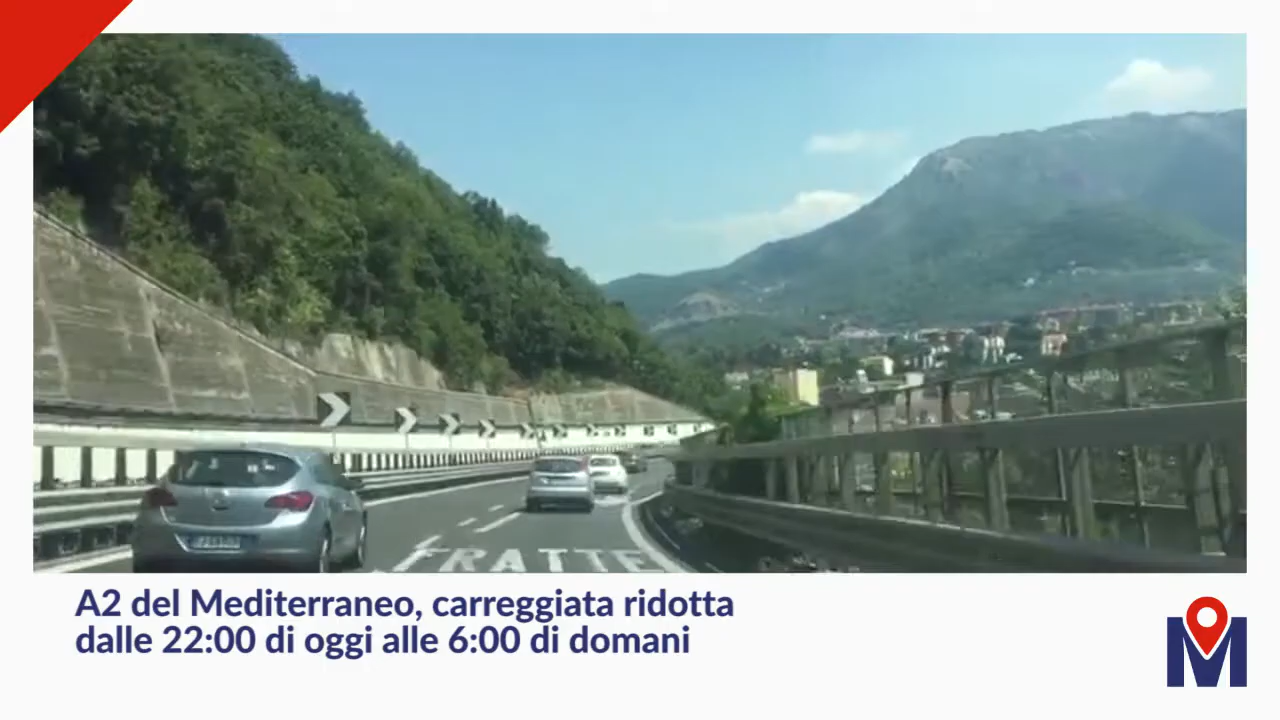 FRATTE
A2 del Mediterraneo, carreggiata ridotta
dalle 22:00 di oggi alle 6:00 di domani
M